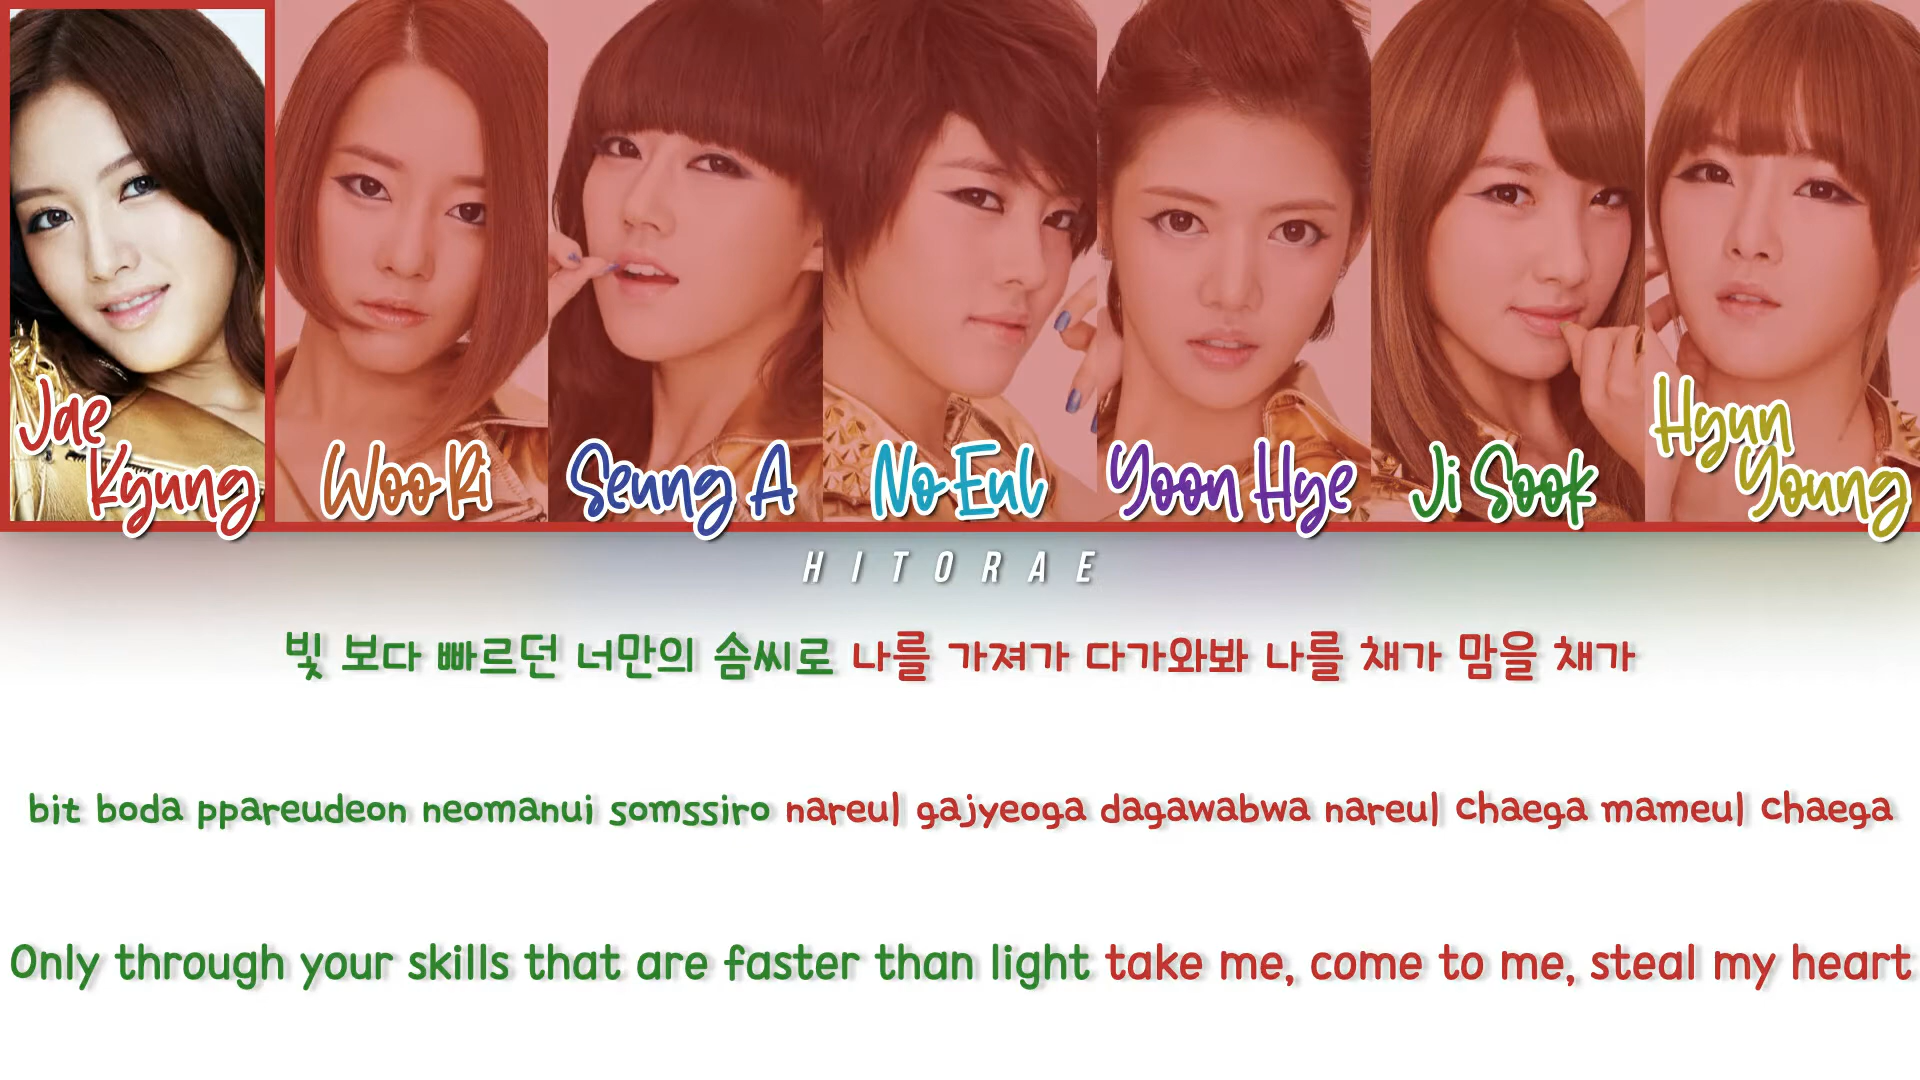 Jae
Kyung
Woo Ri
Seung A
No Eul
Yoon Hye
Ji Sook
Hyun
Young
HITORAE
빛 보다 빠르던 너만의 솜씨로 나를 가져가 다가와봐 나를 채가 맘을 채가
bit boda ppareudeon neomanui somssiro nareul gajyeoga dagawabwa nareul chaega mameul chaega
Only through your skills that are faster than light take me, come to me, steal my heart